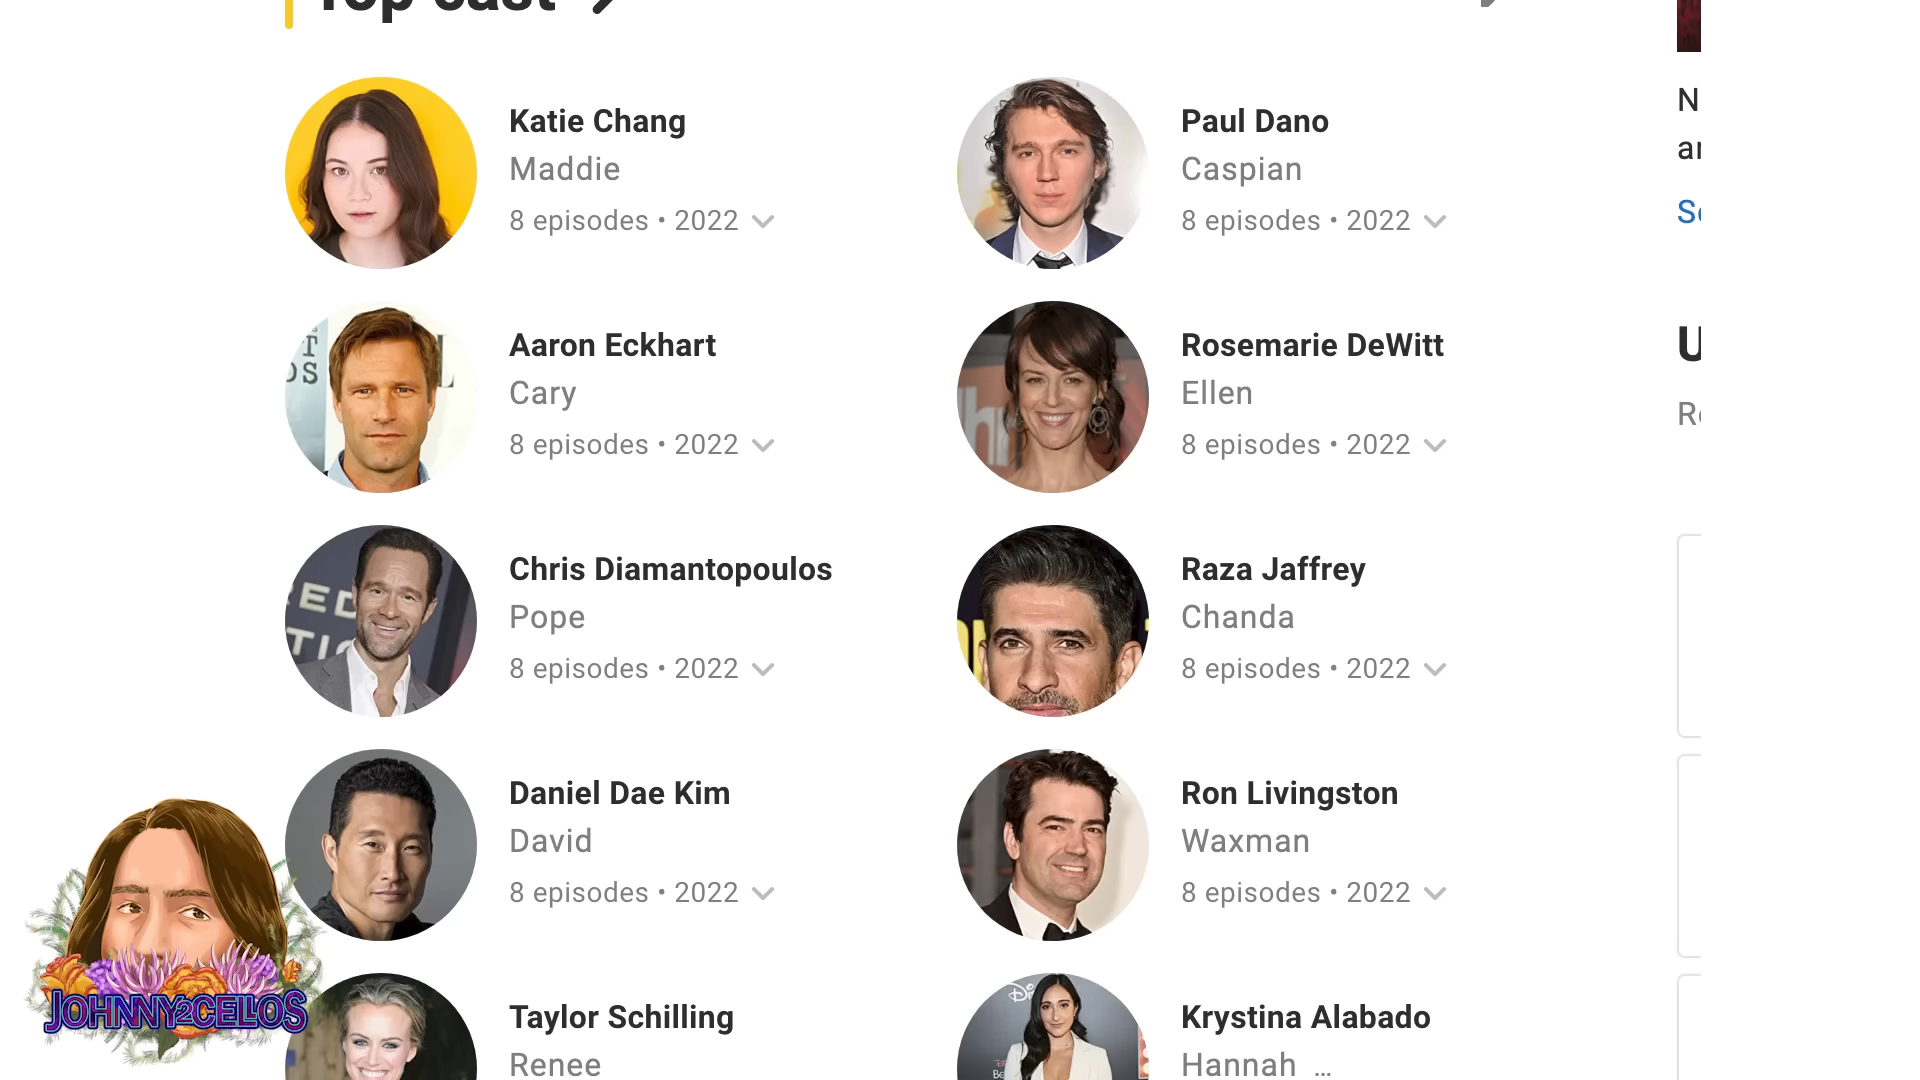 Top cast
Katie Chang
Maddie
8 episodes • 2022
Paul Dano
Caspian
8 episodes • 2022
Aaron Eckhart
Cary
8 episodes • 2022
Rosemarie DeWitt
Ellen
8 episodes • 2022
Chris Diamantopoulos
Pope
8 episodes • 2022
Raza Jaffrey
Chanda
8 episodes • 2022
Daniel Dae Kim
David
8 episodes • 2022
Ron Livingston
Waxman
8 episodes • 2022
Taylor Schilling
Renee
Krystina Alabado
Hannah ...
JOHNNY2CELLOS